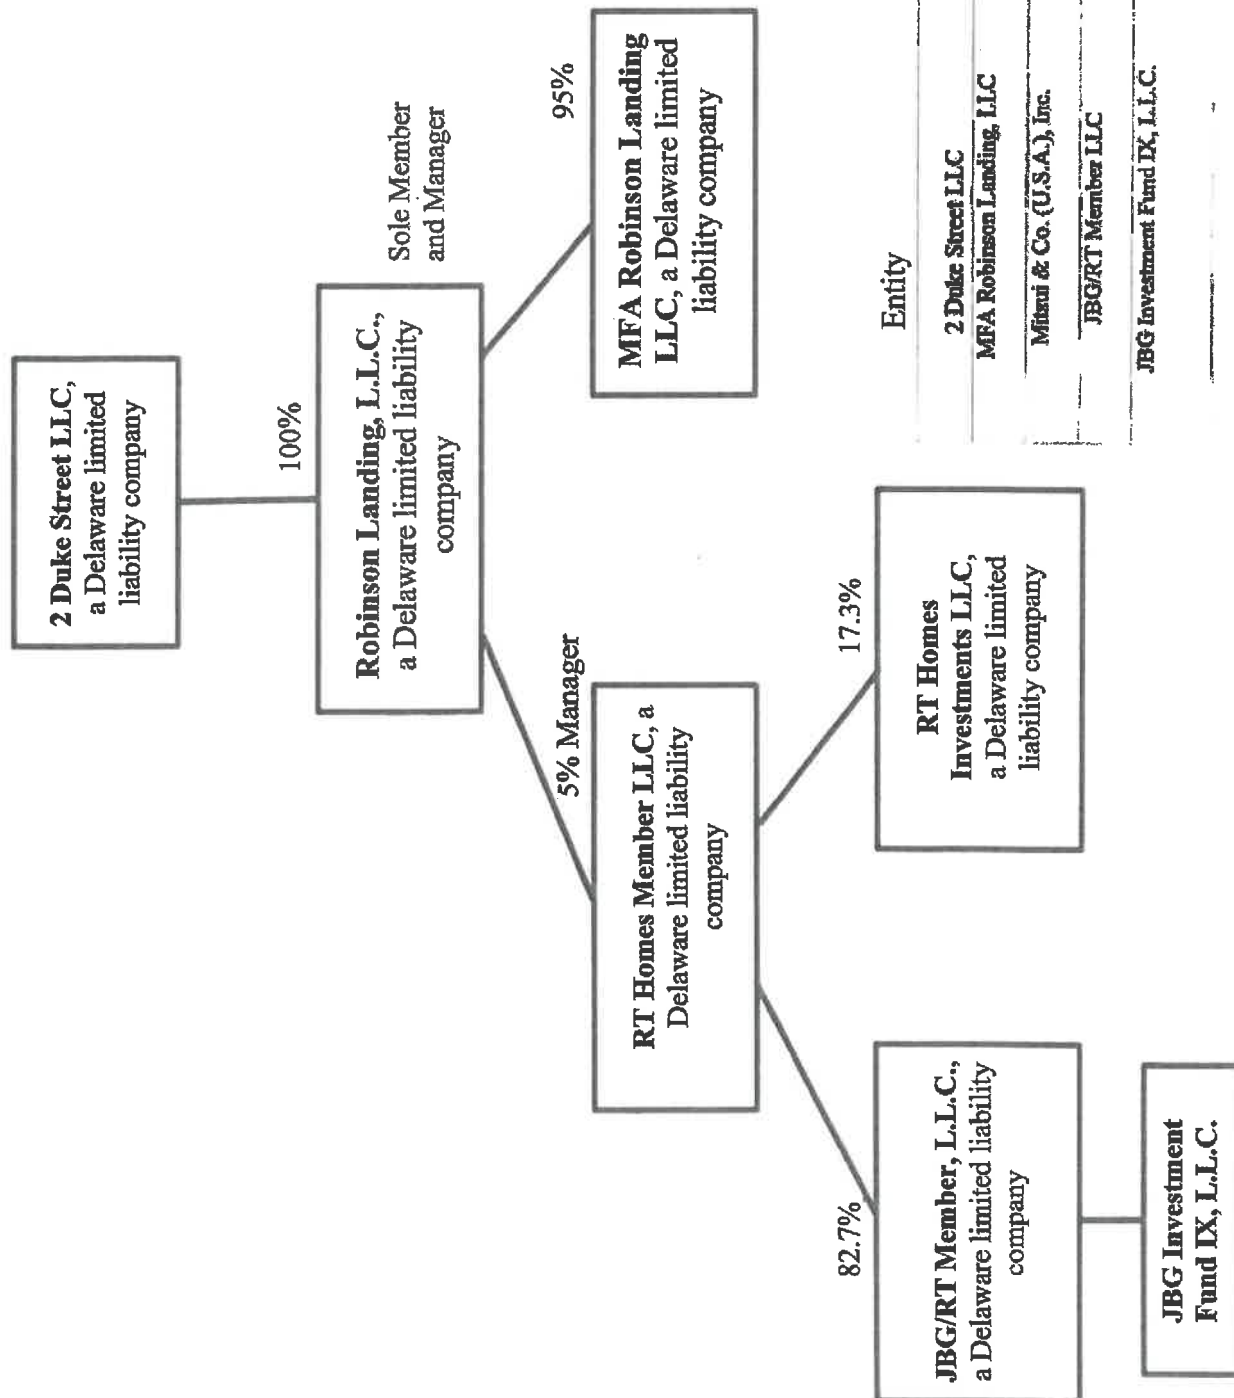 2 Duke Street LLC,
a Delaware limited
liability company
100%
Robinson Landing, L.L.C.,
a Delaware limited liability
company
Sole Member
and Manager
5% Manager
95%
RT Homes Member LLC, a
Delaware limited liability
company
MFA Robinson Landing
LLC, a Delaware limited
liability company
82.7%
17.3%
JBG/RT Member, L.L.C.,
a Delaware limited liability
company
RT Homes
Investments LLC,
a Delaware limited
liability company
JBG Investment
Fund IX, L.L.C.
Entity
2 Duke Street LLC
MFA Robinson Landing, LLC
Mitsui & Co. (U.S.A.), Inc.
JBG/RT Member LLC
JBG Investment Fund IX, L.L.C.